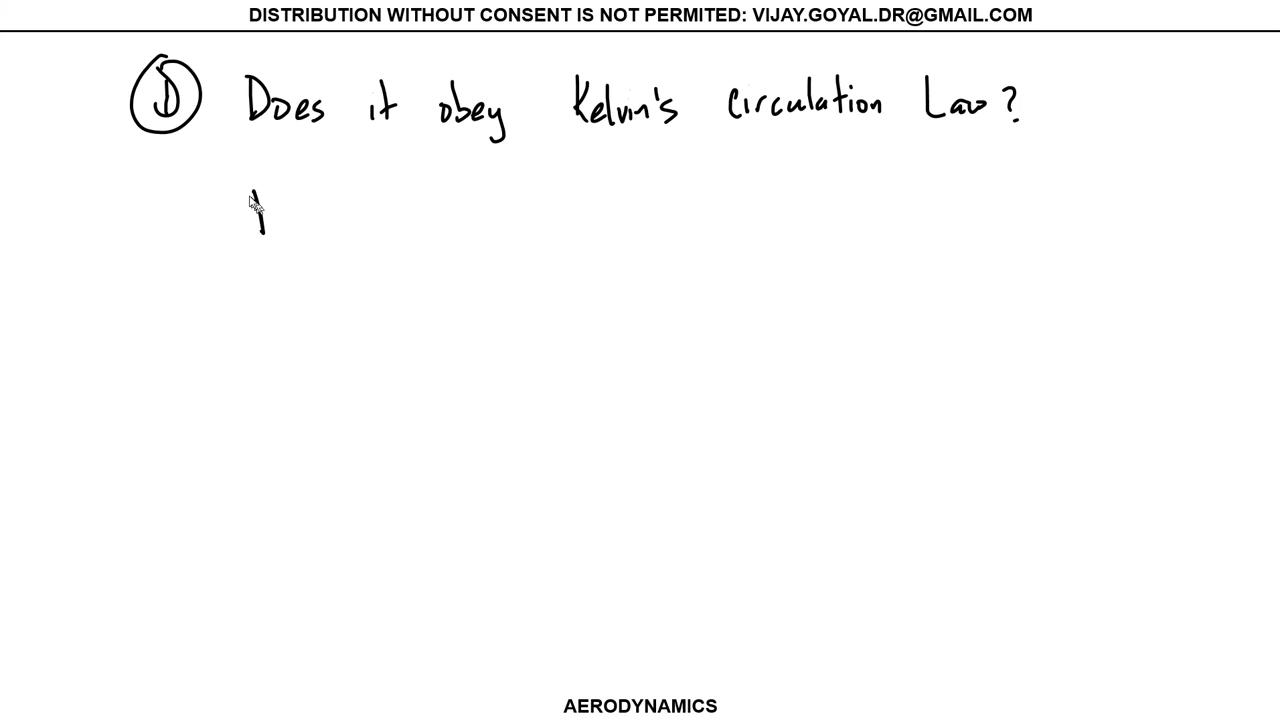 DISTRIBUTION WITHOUT CONSENT IS NOT PERMITED: VIJAY.GOYAL.DR@GMAIL.COM
D Does it obey Kelvin's circulation Law?
AERODYNAMICS